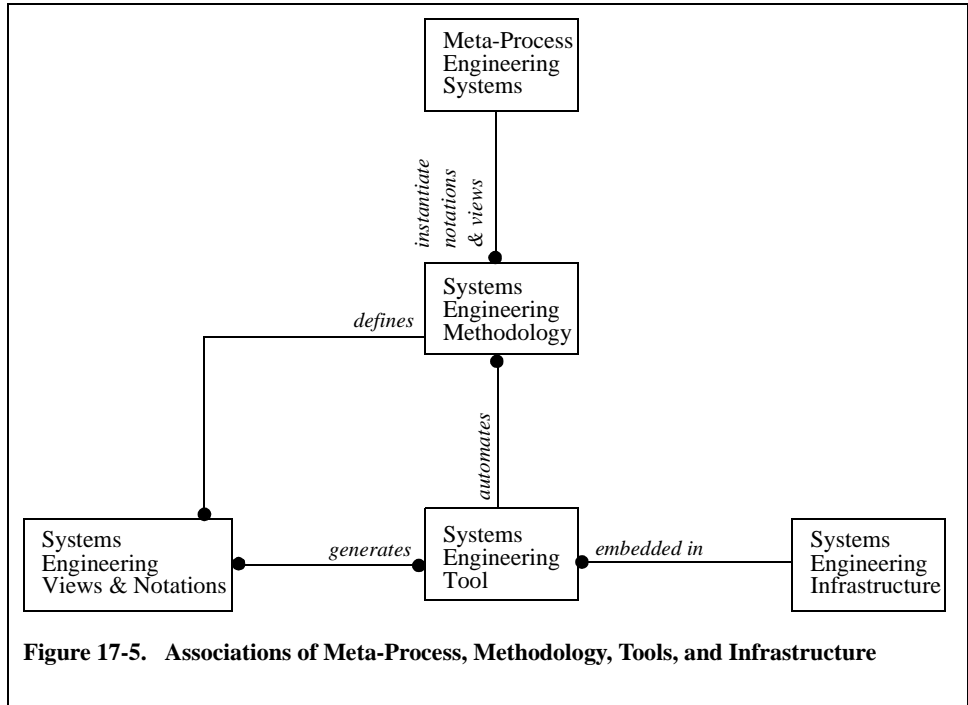 Meta-Process
Engineering
Systems
instantiate
notations
& views
Systems
Engineering
Methodology
defines
automates
Systems
Engineering
Views & Notations
generates
Systems
Engineering
Tool
embedded in
Systems
Engineering
Infrastructure
Figure 17-5. Associations of Meta-Process, Methodology, Tools, and Infrastructure